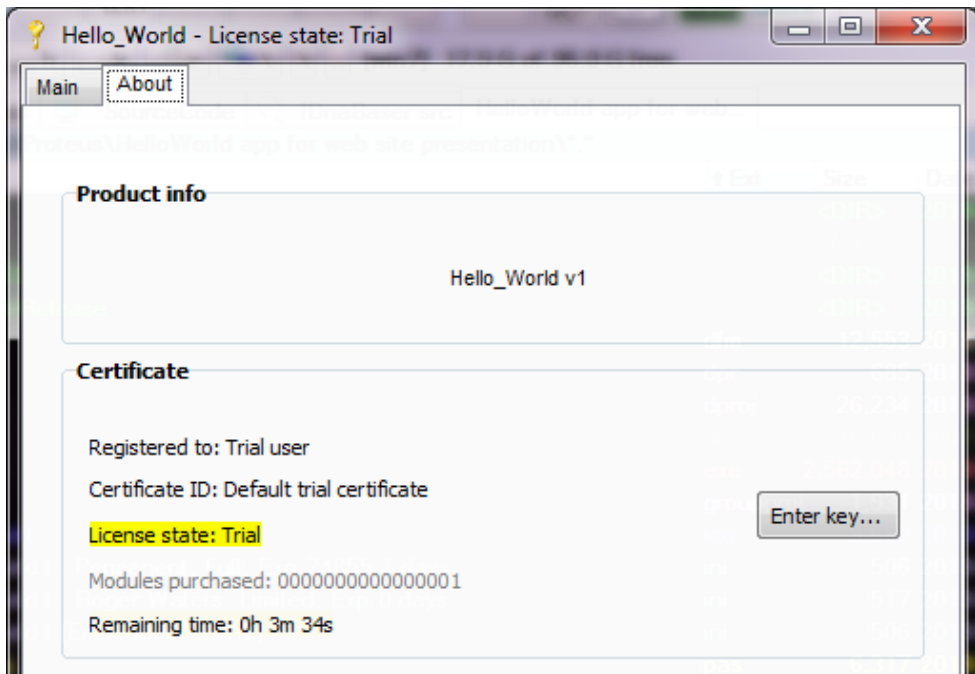 Hello_World - License state: Trial
Main
About
Product info
Hello_World v1
Certificate
Registered to: Trial user
Certificate ID: Default trial certificate
License state: Trial
Enter key...
Modules purchased: 0000000000000001
Remaining time: 0h 3m 34s